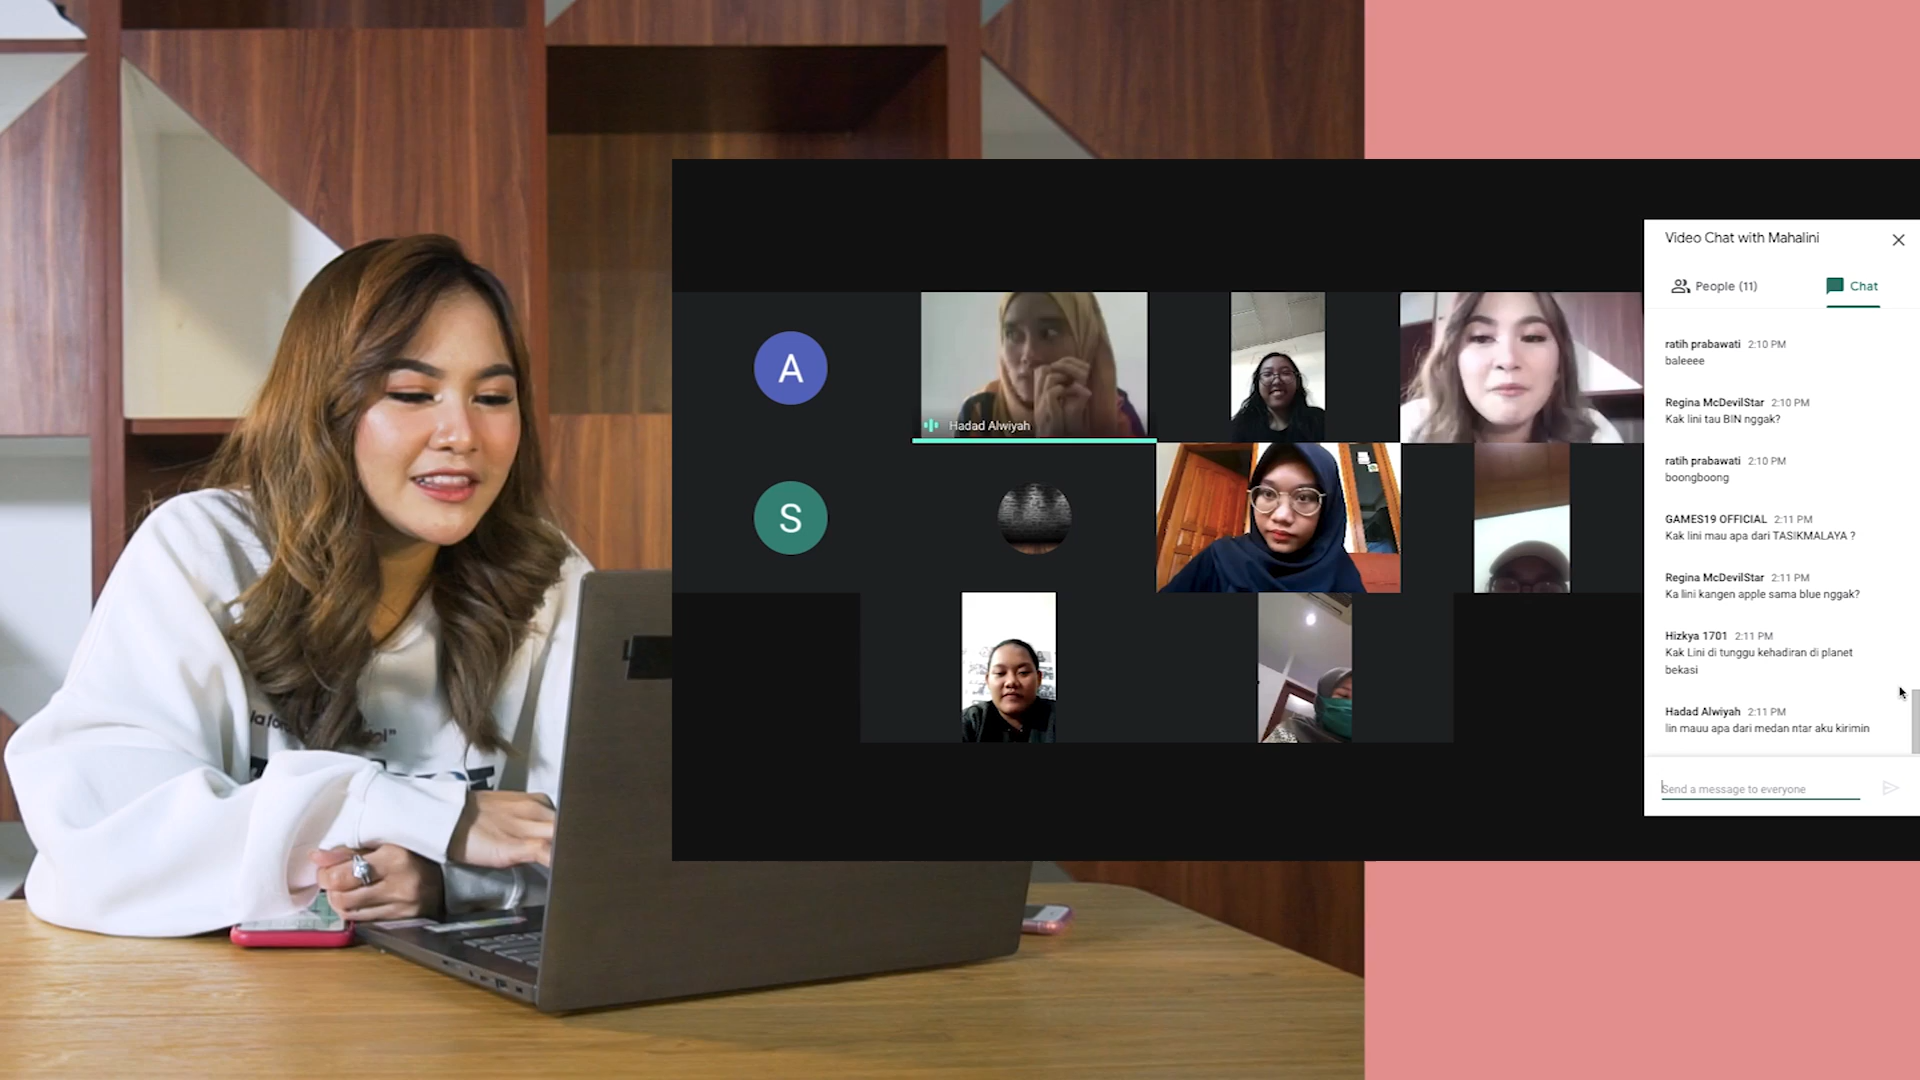 A
Hadad Alwiyah
S
Video Chat with Mahalini
People (11)
Chat
ratih prabawati 2:10 PM
baleeee
Regina McDevilStar 2:10 PM
Kak lini tau BIN nggak?
ratih prabawati 2:10 PM
boongboong
GAMES19 OFFICIAL 2:11 PM
Kak lini mau apa dari TASIKMALAYA ?
Regina McDevilStar 2:11 PM
Ka lini kangen apple sama blue nggak?
Hizkya 1701 2:11 PM
Kak Lini di tunggu kehadiran di planet
bekasi
Hadad Alwiyah 2:11 PM
lin mauu apa dari medan ntar aku kirimin
Send a message to everyone